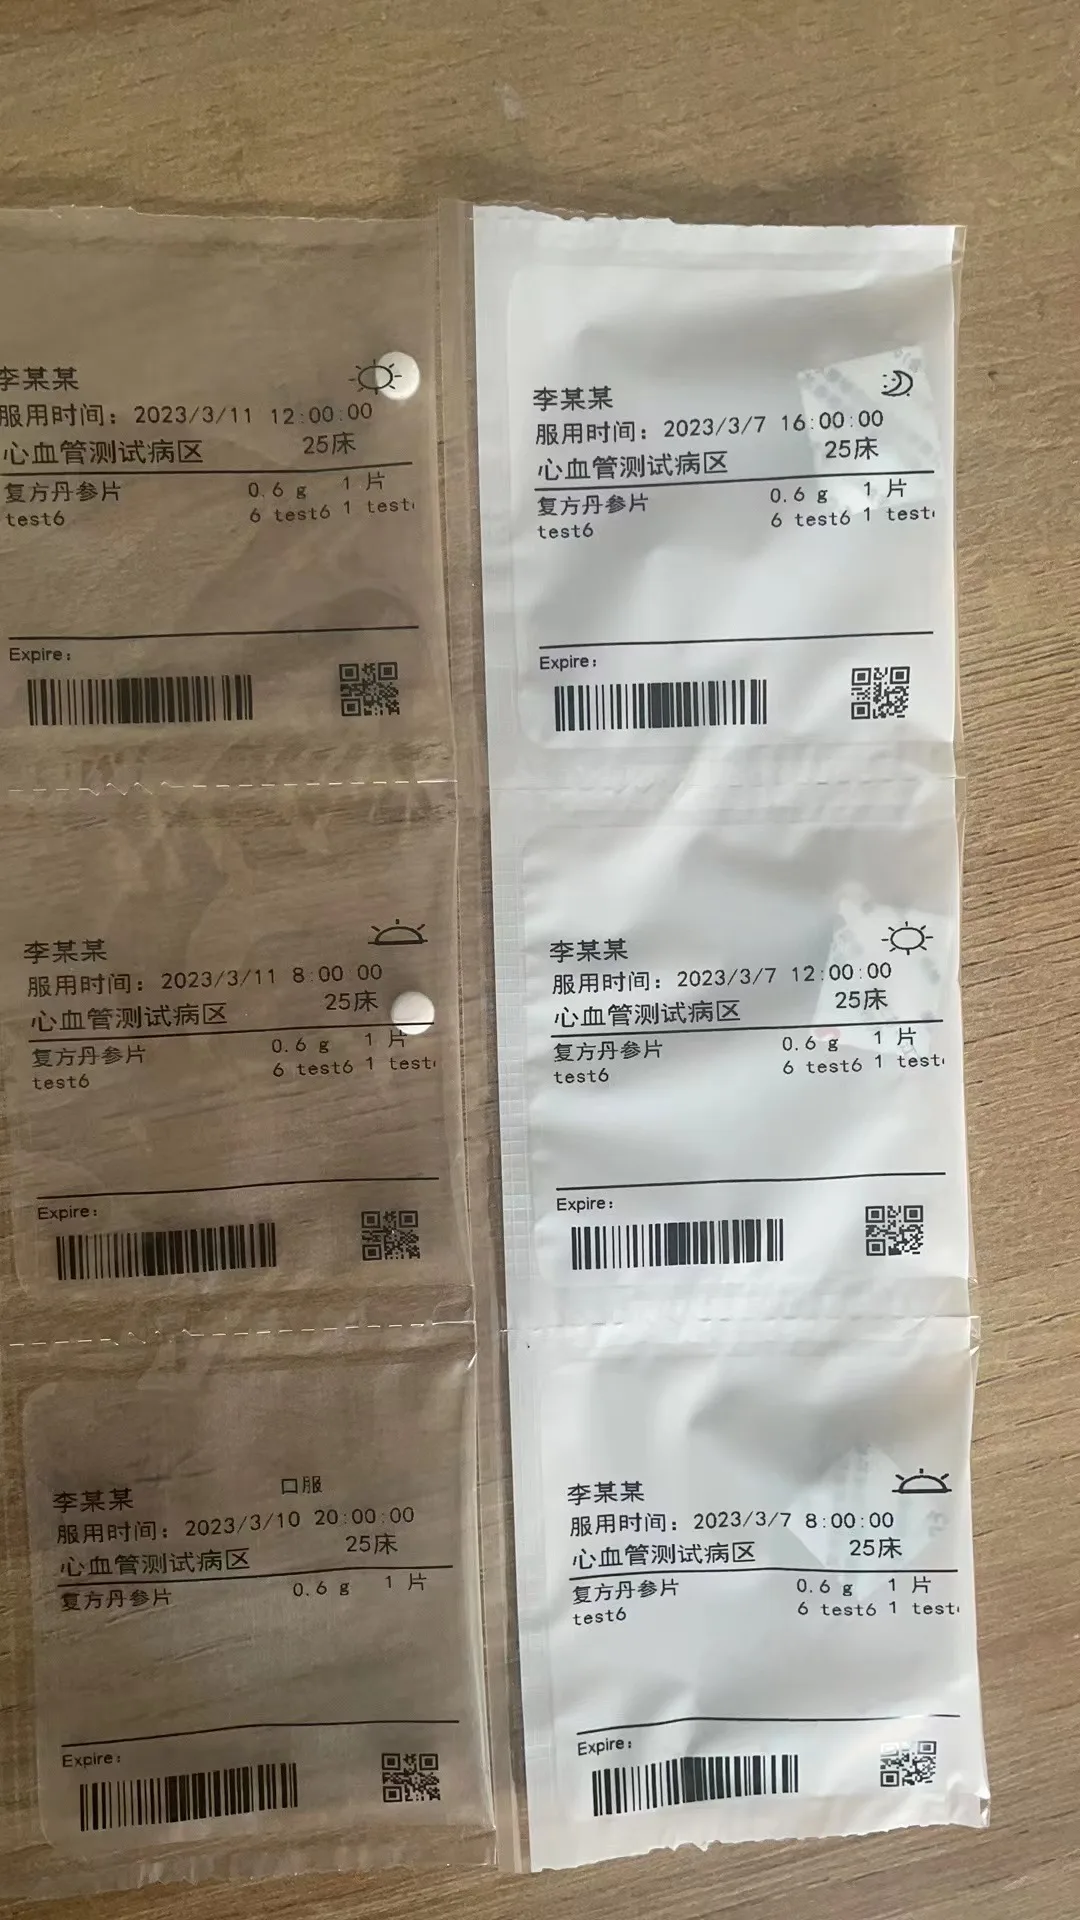 李某某
服用时间：2023/3/11 12:00:00
心血管测试病区 25床
复方丹参片 0.6 g 1 片
test6 6 test6 1 test
Expire:
李某某
服用时间：2023/3/11 8:00 00
心血管测试病区 25床
复方丹参片 0.6 g 1 片
test6 6 test6 1 test
Expire:
李某某 口服
服用时间：2023/3/10 20:00:00
心血管测试病区 25床
复方丹参片 0.6 g 1 片
Expire:
李某某
服用时间：2023/3/7 16:00:00
心血管测试病区 25床
复方丹参片 0.6 g 1 片
test6 6 test6 1 test
Expire:
李某某
服用时间：2023/3/7 12:00:00
心血管测试病区 25床
复方丹参片 0.6 g 1 片
test6 6 test6 1 test
Expire:
李某某
服用时间：2023/3/7 8:00:00
心血管测试病区 25床
复方丹参片 0.6 g 1 片
test6 6 test6 1 test
Expire: